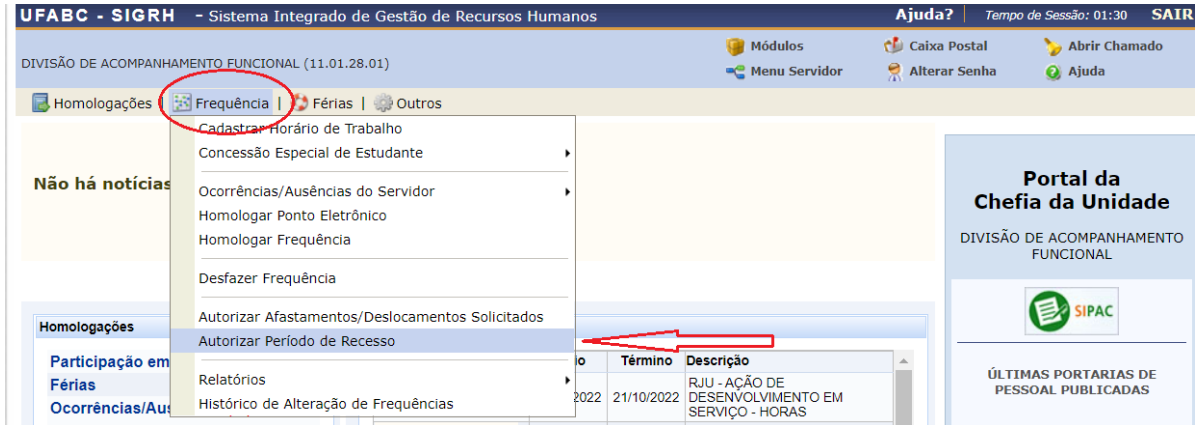 UFABC - SIGRH - Sistema Integrado de Gestão de Recursos Humanos
Ajuda? Tempo de Sessão: 01:30 SAIR
DIVISÃO DE ACOMPANHAMENTO FUNCIONAL (11.01.28.01)
Módulos Caixa Postal Abrir Chamado
Menu Servidor Alterar Senha Ajuda
Homologações | Frequência | Férias | Outros
Cadastrar Horário de Trabalho
Concessão Especial de Estudante
Ocorrências/Ausências do Servidor
Homologar Ponto Eletrônico
Homologar Frequência
Desfazer Frequência
Autorizar Afastamentos/Deslocamentos Solicitados
Autorizar Período de Recesso
Relatórios
Histórico de Alteração de Frequências
Não há notícias
Homologações
Participação em
Férias
Ocorrências/Aus
io Término Descrição
2022 21/10/2022 RJU - AÇÃO DE
DESENVOLVIMENTO EM
SERVIÇO - HORAS
Portal da
Chefia da Unidade
DIVISÃO DE ACOMPANHAMENTO
FUNCIONAL
SIPAC
ÚLTIMAS PORTARIAS DE
PESSOAL PUBLICADAS